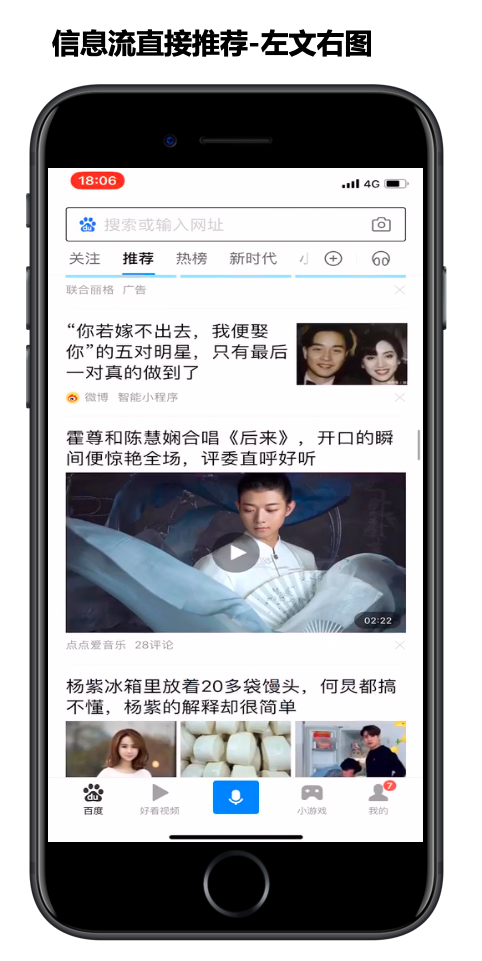 信息流直接推荐-左文右图
18:06
4G
du 搜索或输入网址
关注 推荐 热榜 新时代
联合丽格 广告
“你若嫁不出去，我便娶
你”的五对明星，只有最后
一对真的做到了
微博 智能小程序
霍尊和陈慧娴合唱《后来》，开口的瞬
间便惊艳全场，评委直呼好听
02:22
点点爱音乐 28评论
杨紫冰箱里放着20多袋馒头，何炅都搞
不懂，杨紫的解释却很简单
du 7
百度 好看视频 小游戏 我的